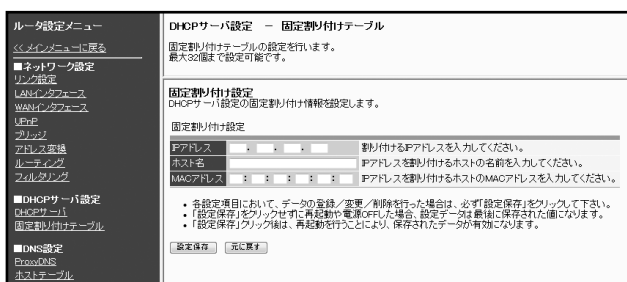 ルータ設定メニュー
<< メインメニューに戻る
■ネットワーク設定
リンク設定
LANインタフェース
WANインタフェース
UPnP
ブリッジ
アドレス変換
ルーティング
フィルタリング
■DHCPサーバ設定
DHCPサーバ
固定割り付けテーブル
■DNS設定
ProxyDNS
ホストテーブル
DHCPサーバ設定 － 固定割り付けテーブル
固定割り付けテーブルの設定を行います。
最大32個まで設定可能です。
固定割り付け設定
DHCPサーバ設定の固定割り付け情報を設定します。
固定割り付け設定
IPアドレス . . . 割り付けるIPアドレスを入力してください。
ホスト名 IPアドレスを割り付けるホストの名前を入力してください。
MACアドレス : : : : : IPアドレスを割り付けるホストのMACアドレスを入力してください。
• 各設定項目において、データの登録／変更／削除を行った場合は、必ず「設定保存」をクリックして下さい。
• 「設定保存」をクリックせずに再起動や電源OFFした場合、設定データは最後に保存された値になります。
• 「設定保存」クリック後は、再起動を行うことにより、保存されたデータが有効になります。
設定保存 元に戻す